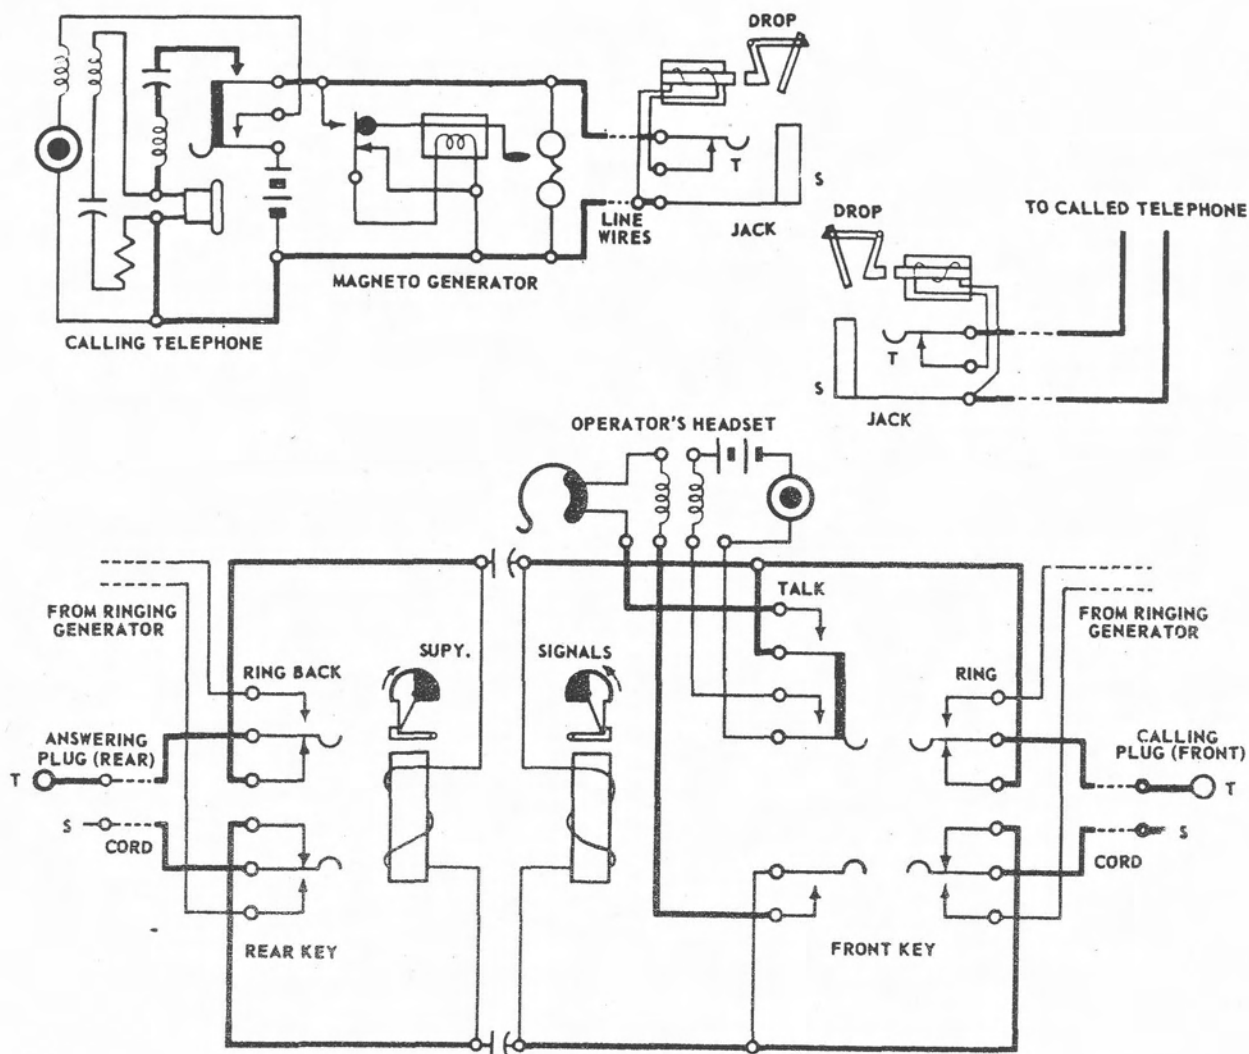 DROP
T
S
LINE
WIRES
JACK
MAGNETO GENERATOR
CALLING TELEPHONE
DROP
TO CALLED TELEPHONE
T
S
JACK
OPERATOR'S HEADSET
TALK
FROM RINGING
GENERATOR
FROM RINGING
GENERATOR
SUPY.
SIGNALS
RING BACK
RING
ANSWERING
PLUG (REAR)
CALLING
PLUG (FRONT)
T
T
S
CORD
S
CORD
REAR KEY
FRONT KEY